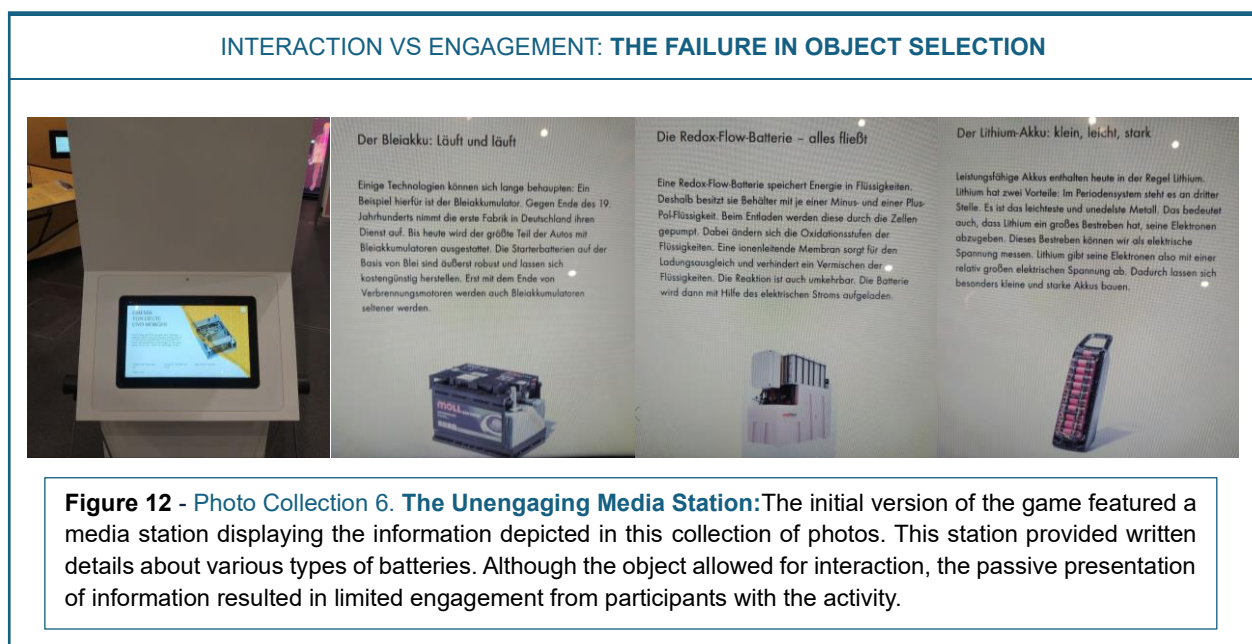 INTERACTION VS ENGAGEMENT: THE FAILURE IN OBJECT SELECTION
Der Bleiakku: Läuft und läuft
Einige Technologien können sich lange behaupten: Ein
Beispiel hierfür ist der Bleiakkumulator. Gegen Ende des 19.
Jahrhunderts nimmt die erste Fabrik in Deutschland ihren
Dienst auf. Bis heute wird der größte Teil der Autos mit
Bleiakkumulatoren ausgestattet. Die Starterbatterien auf der
Basis von Blei sind äußerst robust und lassen sich
kostengünstig herstellen. Erst mit dem Ende von
Verbrennungsmotoren werden auch Bleiakkumulatoren
seltener werden.
moll
Die Redox-Flow-Batterie – alles fließt
Eine Redox-Flow-Batterie speichert Energie in Flüssigkeiten.
Deshalb besitzt sie Behälter mit je einer Minus- und einer Plus-
Pol-Flüssigkeit. Beim Entladen werden diese durch die Zellen
gepumpt. Dabei ändern sich die Oxidationsstufen der
Flüssigkeiten. Eine ionenleitende Membran sorgt für den
Ladungsausgleich und verhindert ein Vermischen der
Flüssigkeiten. Die Reaktion ist auch umkehrbar. Die Batterie
wird dann mit Hilfe des elektrischen Stroms aufgeladen.
Der Lithium-Akku: klein, leicht, stark
Leistungsfähige Akkus enthalten heute in der Regel Lithium.
Lithium hat zwei Vorteile: Im Periodensystem steht es an dritter
Stelle. Es ist das leichteste und unedelste Metall. Das bedeutet
auch, dass Lithium ein großes Bestreben hat, seine Elektronen
abzugeben. Dieses Bestreben können wir als elektrische
Spannung messen. Lithium gibt seine Elektronen also mit einer
relativ großen elektrischen Spannung ab. Dadurch lassen sich
besonders kleine und starke Akkus bauen.
Figure 12 - Photo Collection 6. The Unengaging Media Station:The initial version of the game featured a
media station displaying the information depicted in this collection of photos. This station provided written
details about various types of batteries. Although the object allowed for interaction, the passive presentation
of information resulted in limited engagement from participants with the activity.